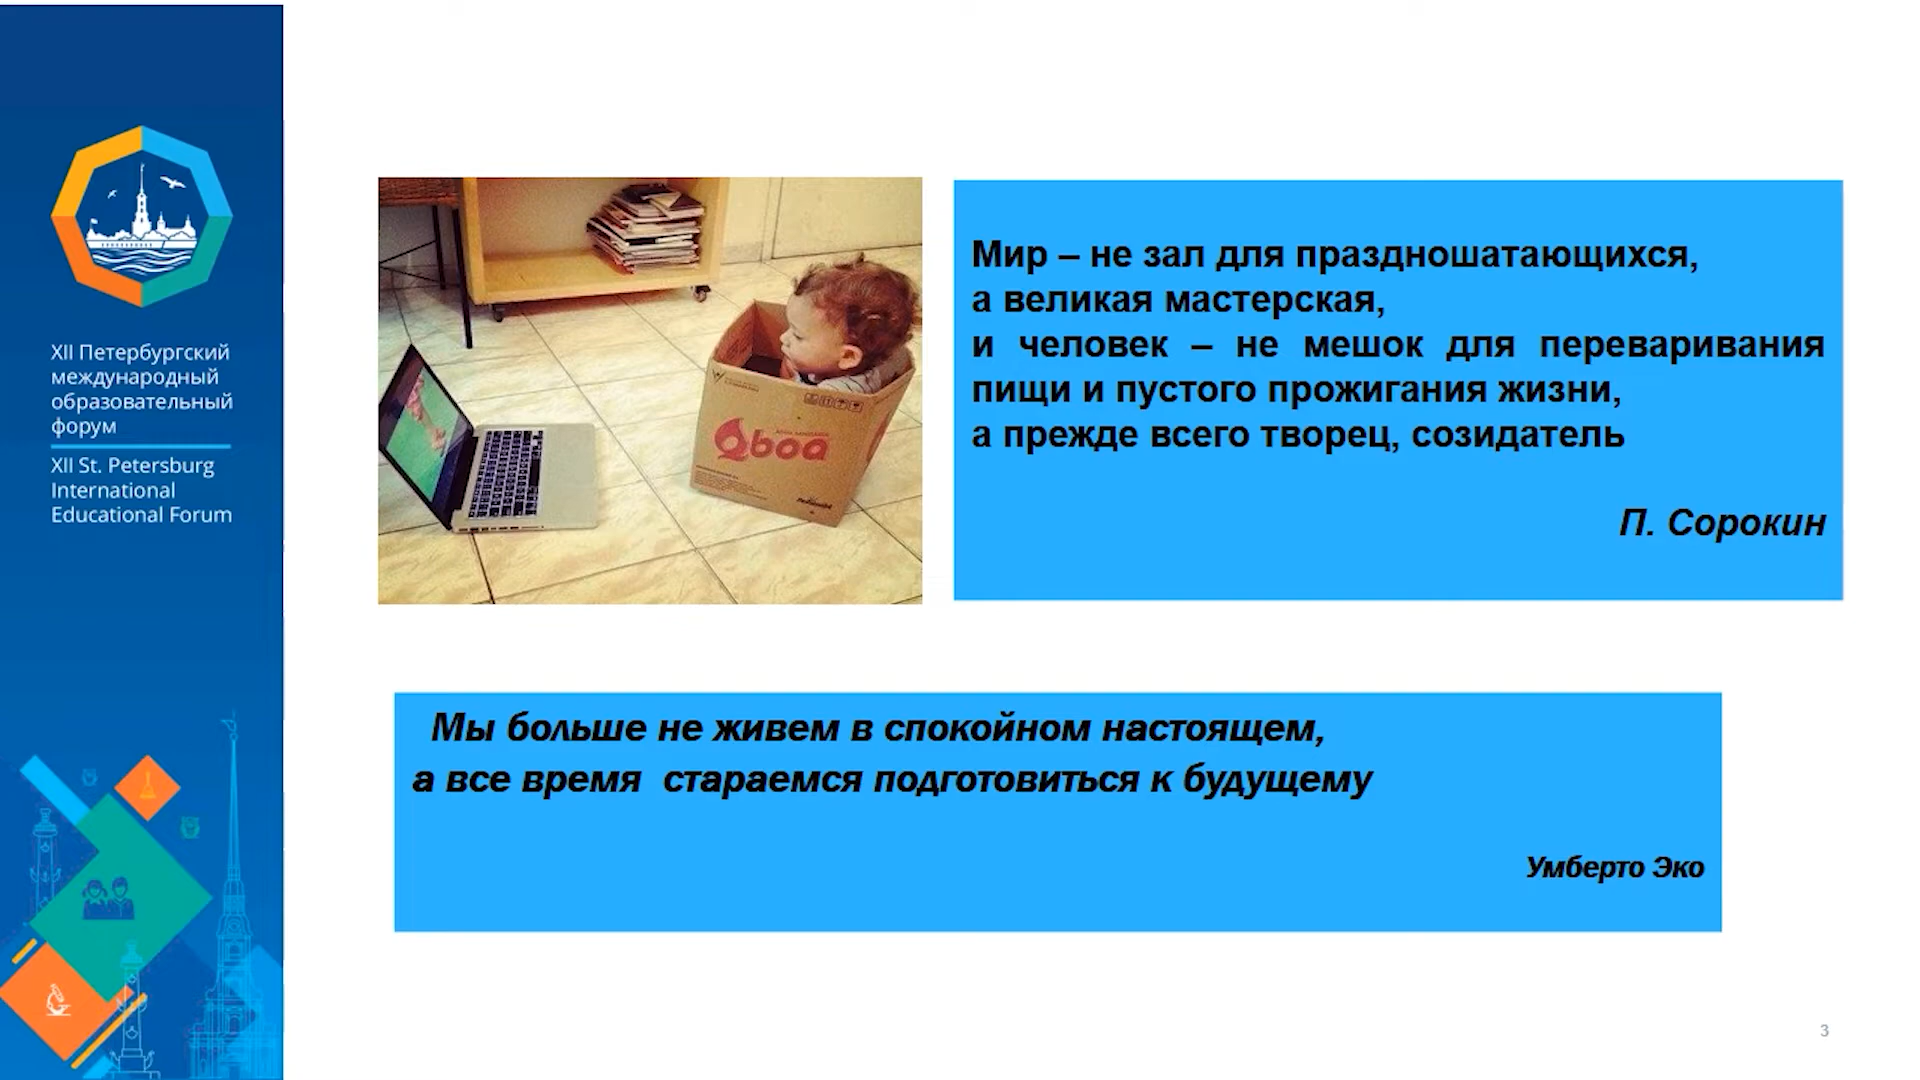 XII Петербургский
международный
образовательный
форум
XII St. Petersburg
International
Educational Forum
boa
Мир – не зал для праздношатающихся,
а великая мастерская,
и человек – не мешок для переваривания
пищи и пустого прожигания жизни,
а прежде всего творец, созидатель
П. Сорокин
Мы больше не живем в спокойном настоящем,
а все время стараемся подготовиться к будущему
Умберто Эко
3